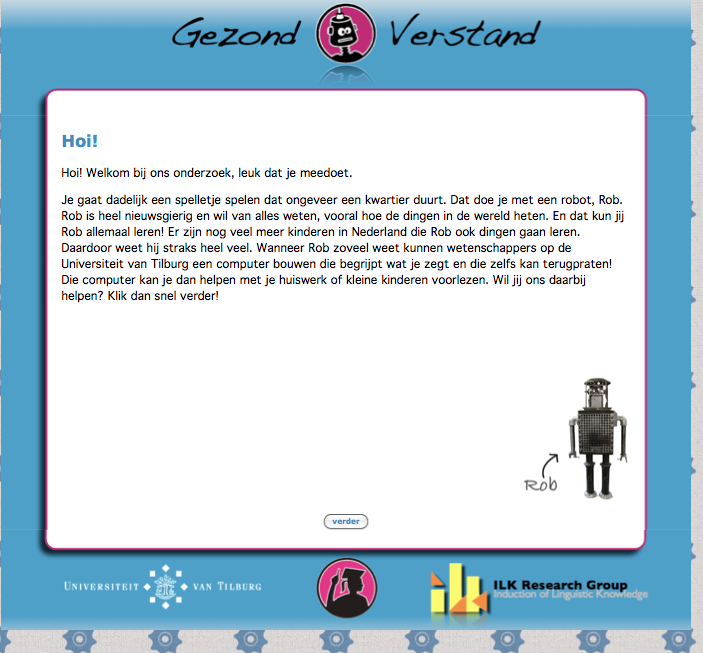 Gezond Verstand
Hoi!
Hoi! Welkom bij ons onderzoek, leuk dat je meedoet.
Je gaat dadelijk een spelletje spelen dat ongeveer een kwartier duurt. Dat doe je met een robot, Rob.
Rob is heel nieuwsgierig en wil van alles weten, vooral hoe de dingen in de wereld heten. En dat kun jij
Rob allemaal leren! Er zijn nog veel meer kinderen in Nederland die Rob ook dingen gaan leren.
Daardoor weet hij straks heel veel. Wanneer Rob zoveel weet kunnen wetenschappers op de
Universiteit van Tilburg een computer bouwen die begrijpt wat je zegt en die zelfs kan terugpraten!
Die computer kan je dan helpen met je huiswerk of kleine kinderen voorlezen. Wil jij ons daarbij
helpen? Klik dan snel verder!
Rob
verder
UNIVERSITEIT VAN TILBURG
ILK Research Group
Induction of Linguistic Knowledge